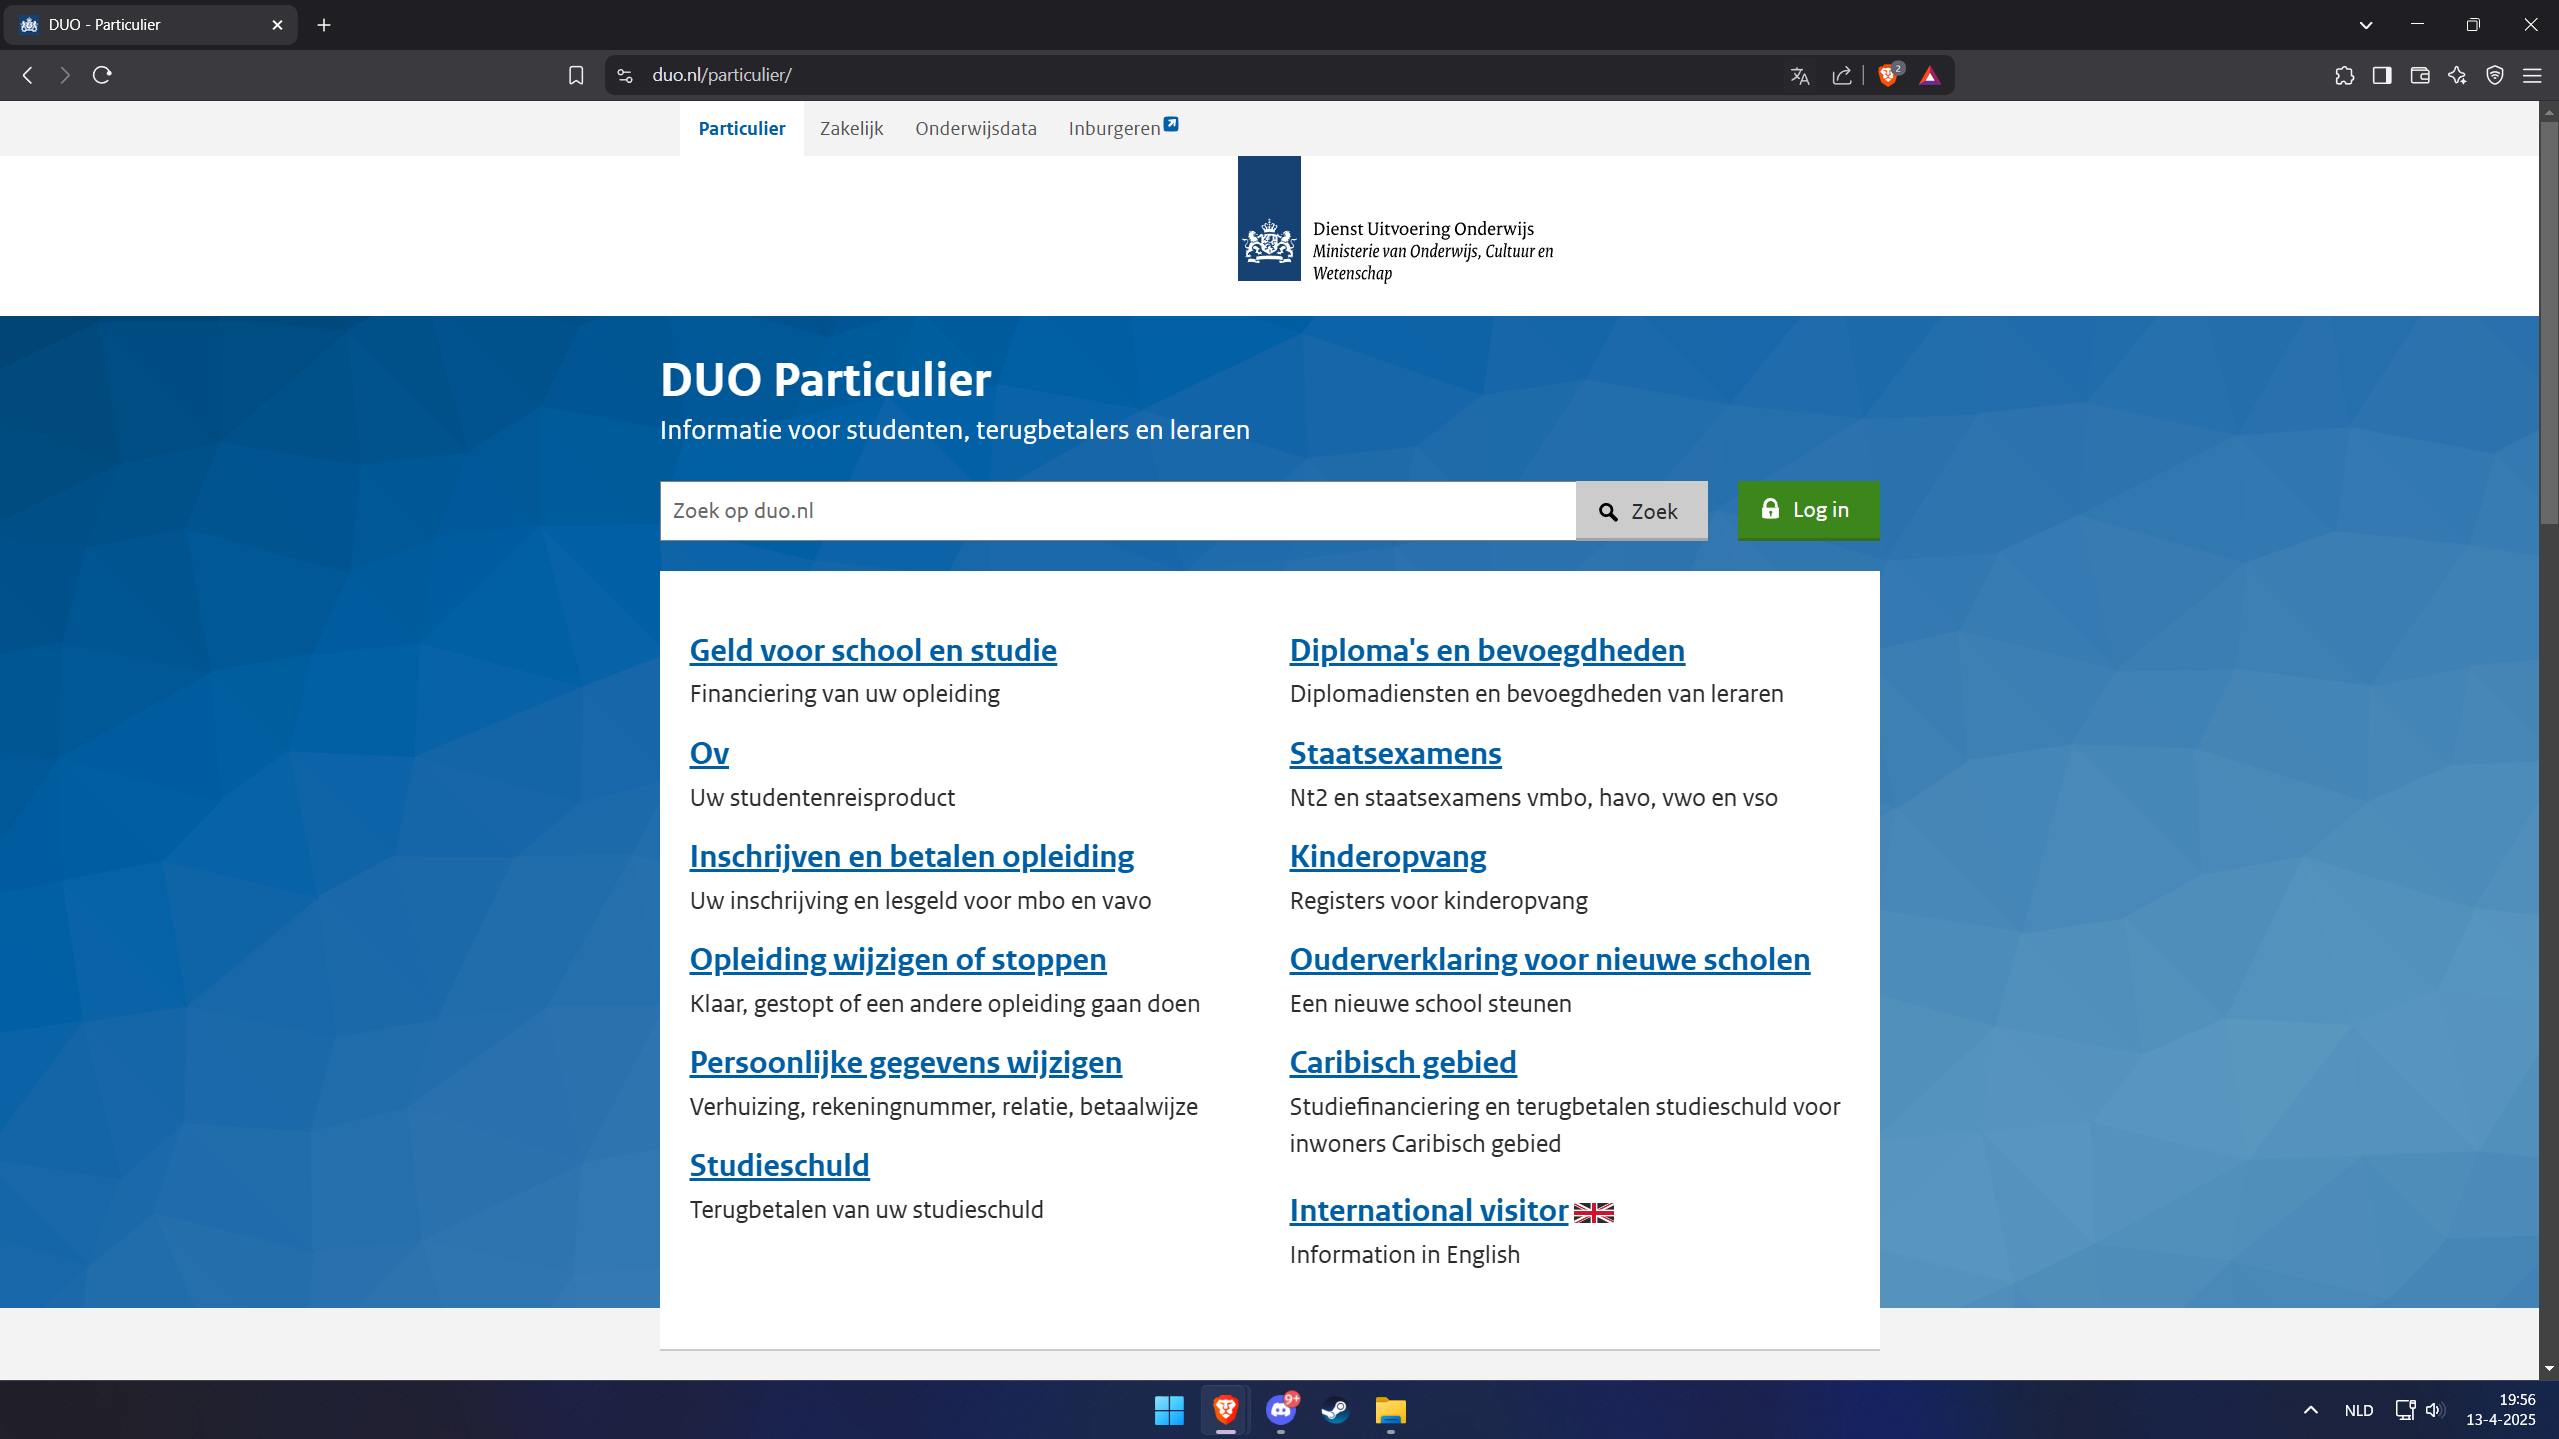 DUO - Particulier
duo.nl/particulier/
2
Particulier
Zakelijk
Onderwijsdata
Inburgeren
Dienst Uitvoering Onderwijs
Ministerie van Onderwijs, Cultuur en
Wetenschap
DUO Particulier
Informatie voor studenten, terugbetalers en leraren
Zoek op duo.nl
Zoek
Log in
Geld voor school en studie
Financiering van uw opleiding
Ov
Uw studentenreisproduct
Inschrijven en betalen opleiding
Uw inschrijving en lesgeld voor mbo en vavo
Opleiding wijzigen of stoppen
Klaar, gestopt of een andere opleiding gaan doen
Persoonlijke gegevens wijzigen
Verhuizing, rekeningnummer, relatie, betaalwijze
Studieschuld
Terugbetalen van uw studieschuld
Diploma's en bevoegdheden
Diplomadiensten en bevoegdheden van leraren
Staatsexamens
Nt2 en staatsexamens vmbo, havo, vwo en vso
Kinderopvang
Registers voor kinderopvang
Ouderverklaring voor nieuwe scholen
Een nieuwe school steunen
Caribisch gebied
Studiefinanciering en terugbetalen studieschuld voor
inwoners Caribisch gebied
International visitor
Information in English
9+
NLD
19:56
13-4-2025